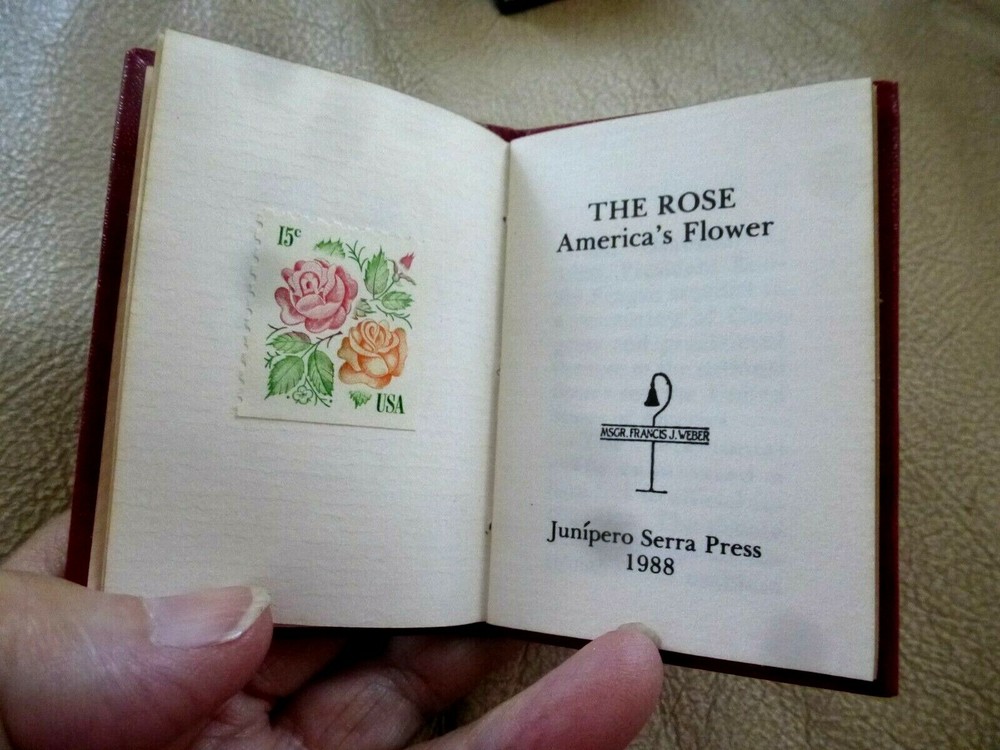 15c
USA
THE ROSE
America's Flower
MSGR. FRANCIS J. WEBER
Junípero Serra Press
1988